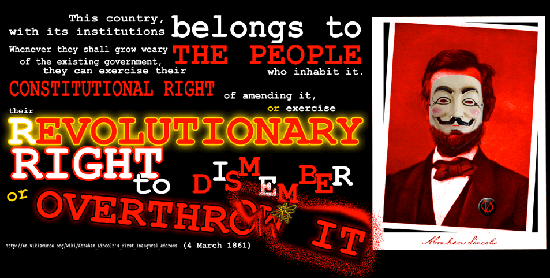 This country,
with its institutions belongs to
Whenever they shall grow weary THE PEOPLE
of the existing government, who inhabit it.
they can exercise their
CONSTITUTIONAL RIGHT of amending it,
their or exercise
REVOLUTIONARY
RIGHT to DISMEMBER
or OVERTHROW IT
(4 March 1861)
Abraham Lincoln